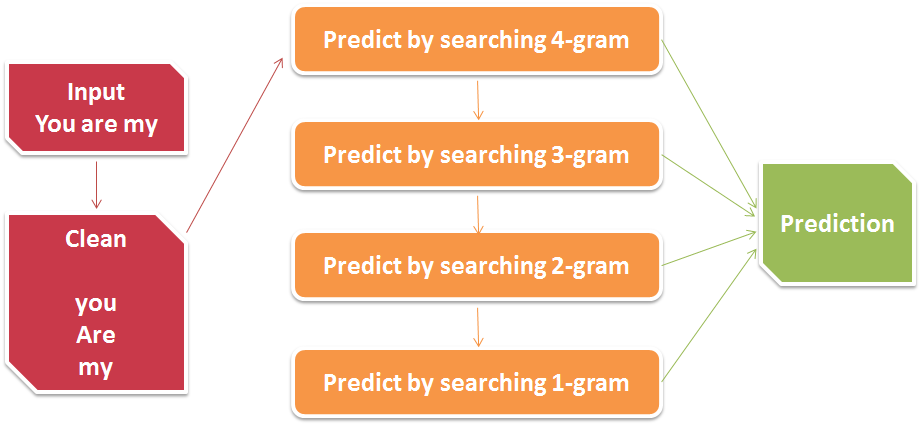 Input
You are my
Clean
you
Are
my
Predict by searching 4-gram
Predict by searching 3-gram
Predict by searching 2-gram
Predict by searching 1-gram
Prediction